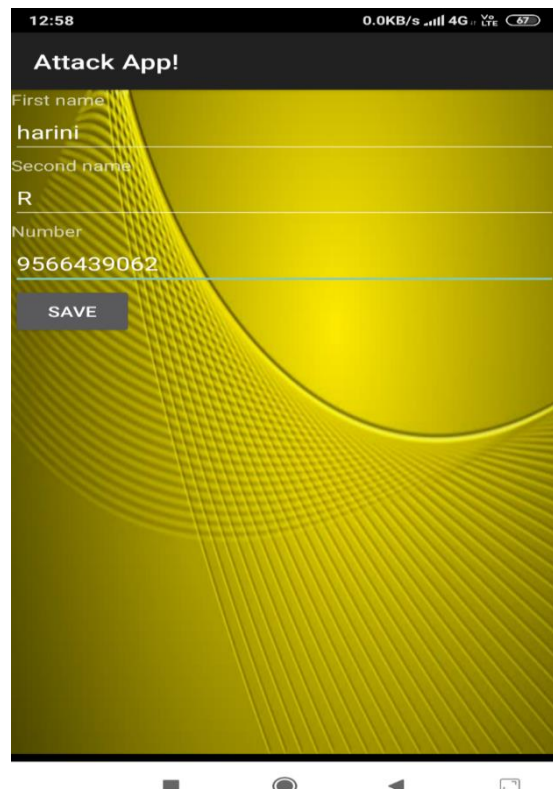 12:58 0.0KB/s 4G Vo LTE 67
Attack App!
First name
harini
Second name
R
Number
9566439062
SAVE